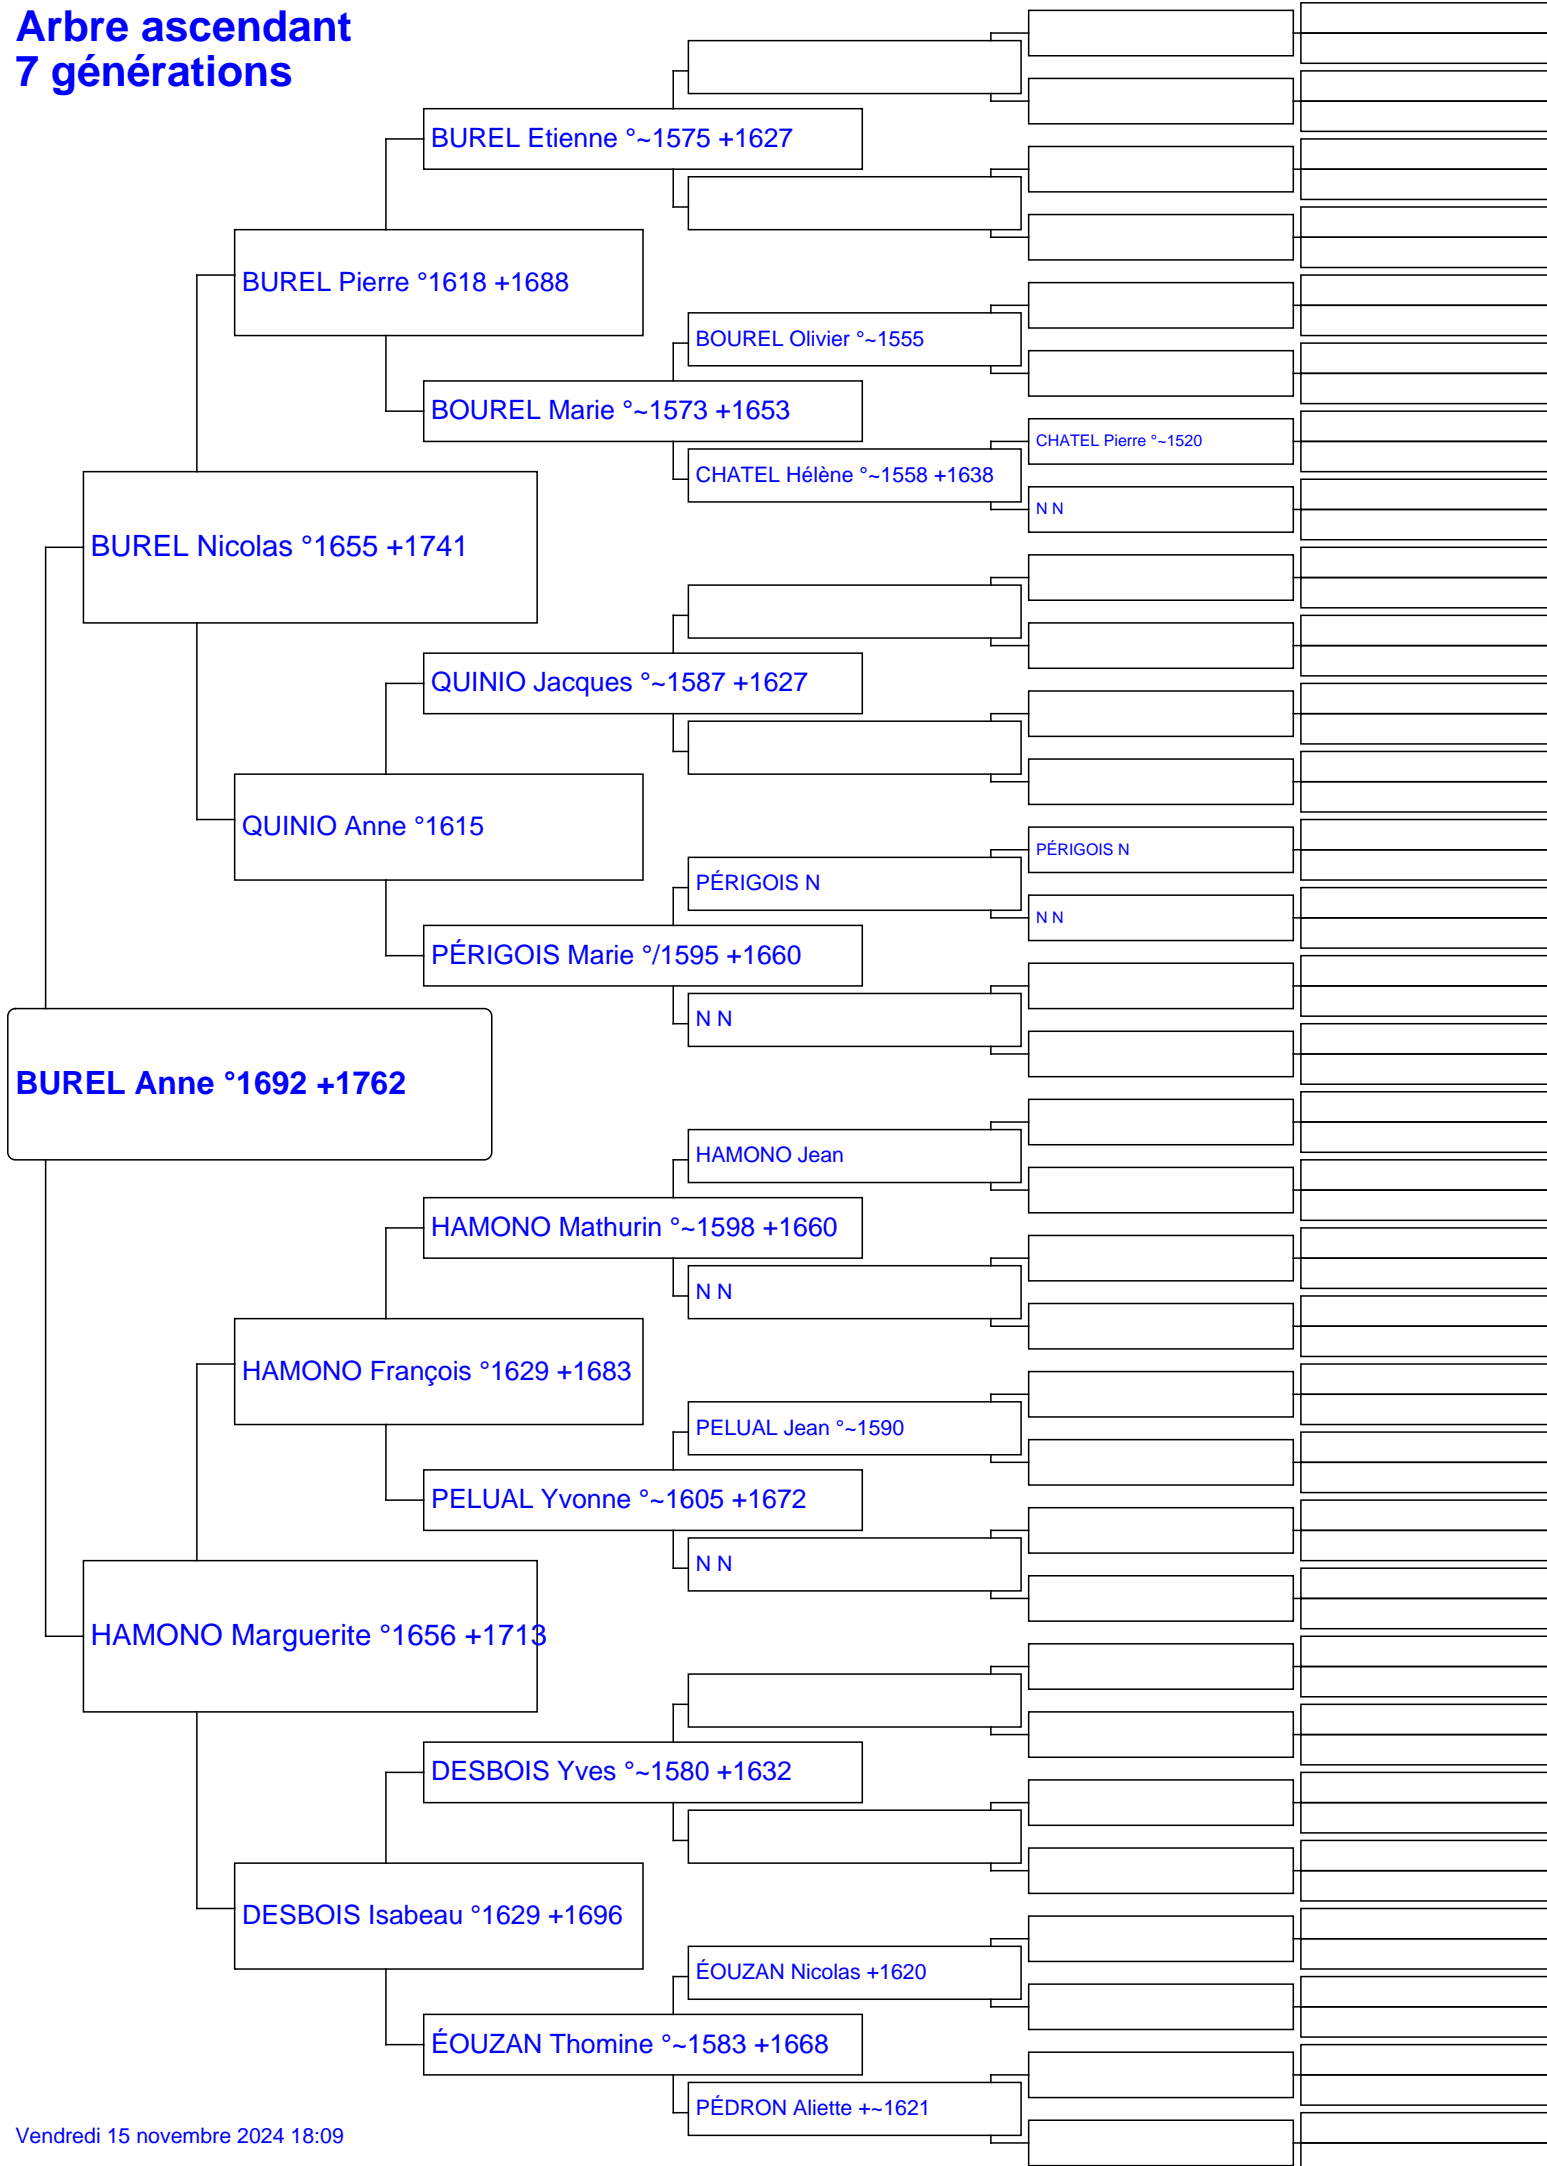 Arbre ascendant
7 générations
BUREL Etienne °~1575 +1627
BUREL Pierre °1618 +1688
BOUREL Olivier °~1555
BOUREL Marie °~1573 +1653
CHATEL Pierre °~1520
CHATEL Hélène °~1558 +1638
N N
BUREL Nicolas °1655 +1741
QUINIO Jacques °~1587 +1627
QUINIO Anne °1615
PÉRIGOIS N
PÉRIGOIS N
N N
PÉRIGOIS Marie °/1595 +1660
N N
BUREL Anne °1692 +1762
HAMONO Jean
HAMONO Mathurin °~1598 +1660
N N
HAMONO François °1629 +1683
PELUAL Jean °~1590
PELUAL Yvonne °~1605 +1672
N N
HAMONO Marguerite °1656 +1713
DESBOIS Yves °~1580 +1632
DESBOIS Isabeau °1629 +1696
ÉOUZAN Nicolas +1620
ÉOUZAN Thomine °~1583 +1668
PÉDRON Aliette +~1621
Vendredi 15 novembre 2024 18:09